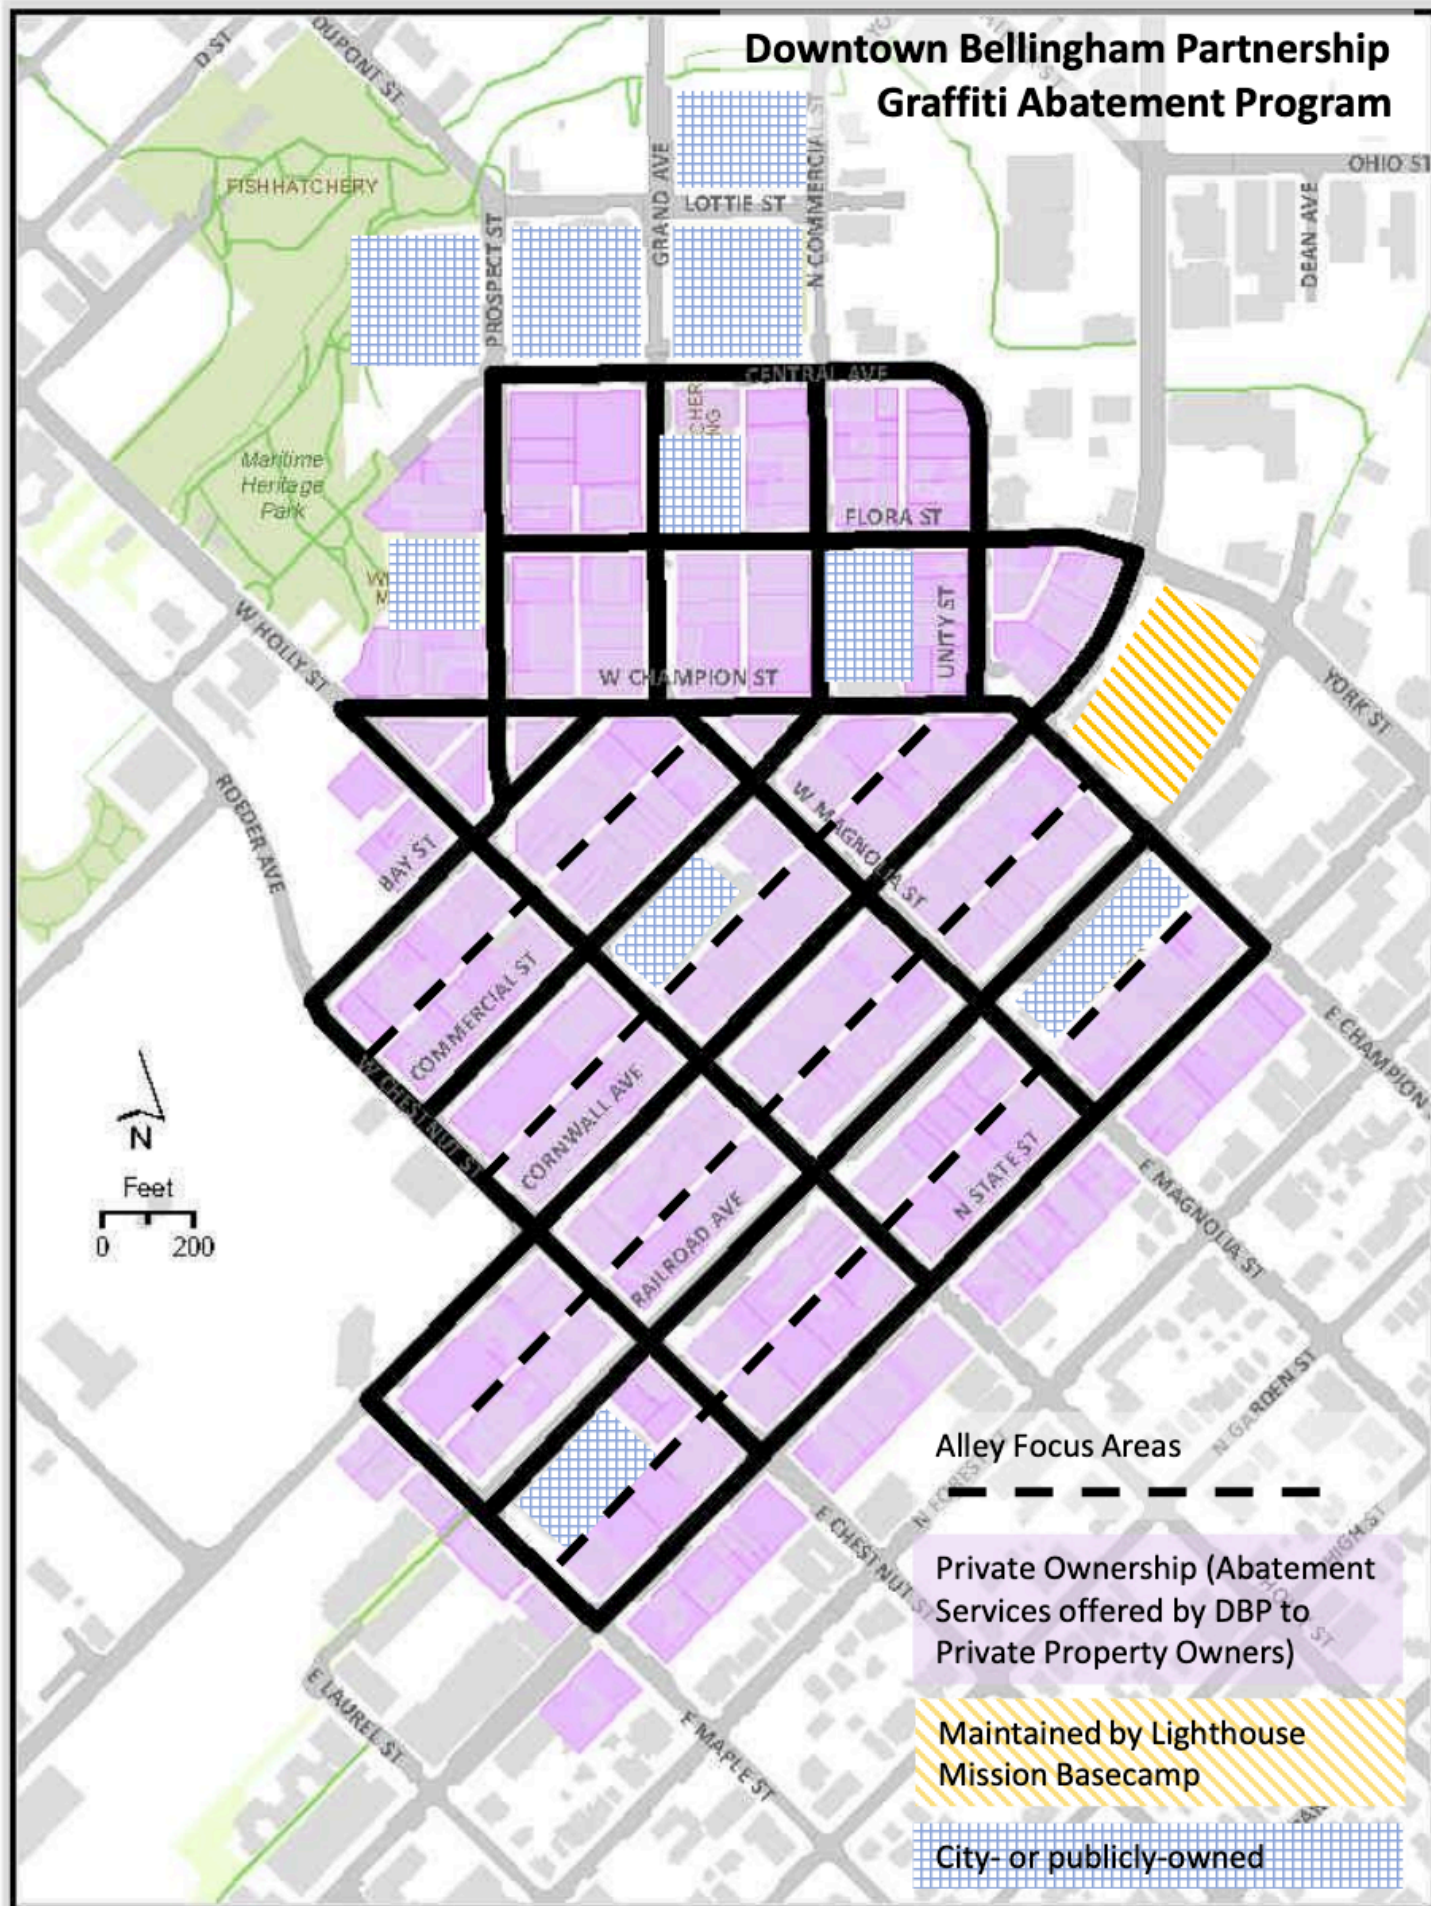 Downtown Bellingham Partnership
Graffiti Abatement Program
D ST
DUPONT ST
OHIO ST
DEAN AVE
FISH HATCHERY
LOTTIE ST
GRAND AVE
N COMMERCIAL ST
PROSPECT ST
CENTRAL AVE
Maritime
Heritage
Park
FLORA ST
UNITY ST
W CHAMPION ST
W HOLLY ST
YORK ST
ROEDER AVE
BAY ST
W MAGNOLIA ST
COMMERCIAL ST
W CHESTNUT ST
CORNWALL AVE
RAILROAD AVE
N STATE ST
E CHAMPION
E MAGNOLIA ST
N GARDEN ST
N
Feet
0 200
Alley Focus Areas
E CHESTNUT ST
HIGH ST
Private Ownership (Abatement
Services offered by DBP to
Private Property Owners)
E LAUREL ST
E MAPLE ST
Maintained by Lighthouse
Mission Basecamp
City- or publicly-owned